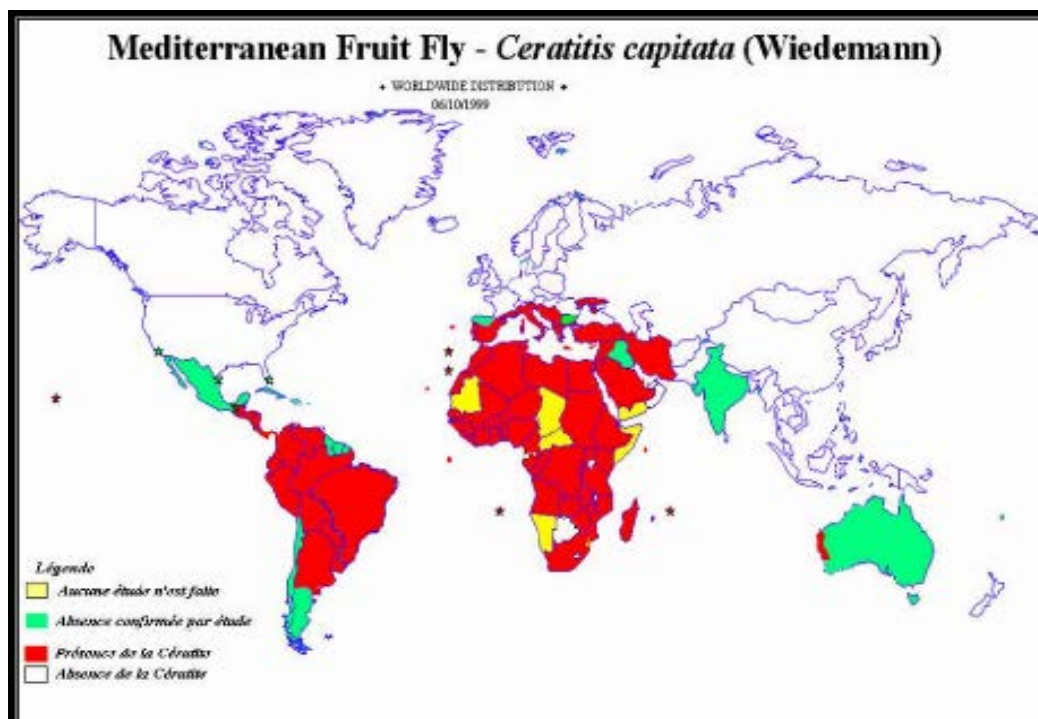 Mediterranean Fruit Fly - Ceratitis capitata (Wiedemann)
WORLDWIDE DISTRIBUTION
06/10/1999
Légende
Aucune étude n'est faite
Absence confirmée par étude
Présence de la Cératite
Absence de la Cératite